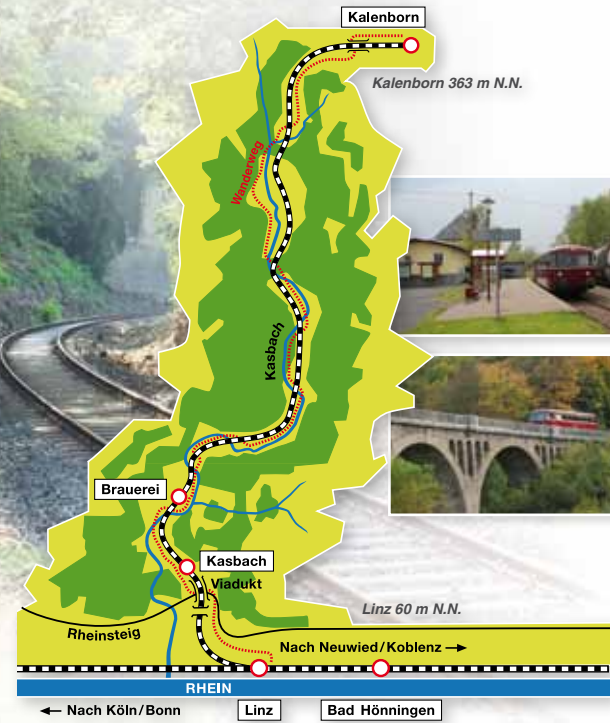 Kalenborn
Kalenborn 363 m N.N.
Wanderweg
Kasbach
Brauerei
Kasbach
Viadukt
Linz 60 m N.N.
Rheinsteig
Nach Neuwied/Koblenz →
RHEIN
← Nach Köln/Bonn
Linz
Bad Hönningen